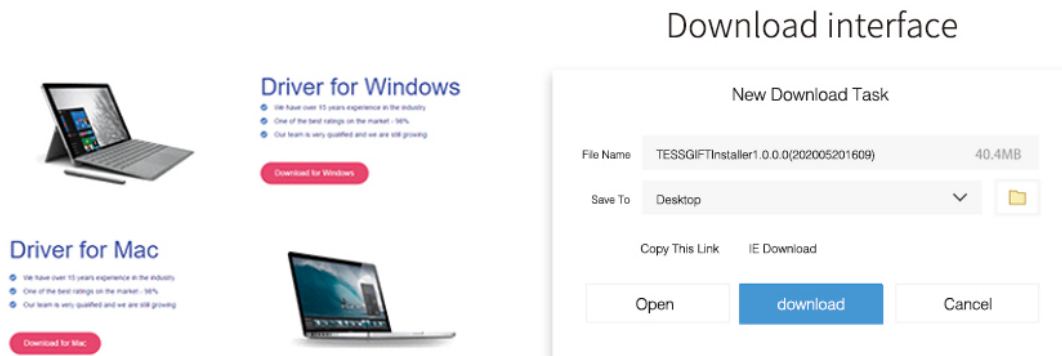 Download interface
Driver for Windows
We have over 15 years experience in the industry
One of the best ratings on the market - 98%
Our team is very qualified and we are still growing
Download for Windows
Driver for Mac
We have over 15 years experience in the industry
One of the best ratings on the market - 98%
Our team is very qualified and we are still growing
Download for Mac
New Download Task
File Name TESSGIFTInstaller1.0.0.0(202005201609) 40.4MB
Save To Desktop
Copy This Link IE Download
Open download Cancel